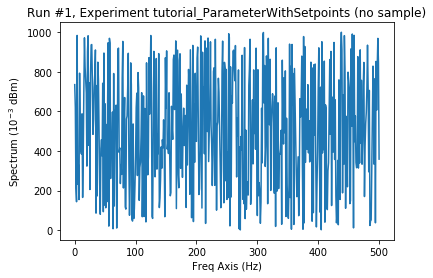 Run #1, Experiment tutorial_ParameterWithSetpoints (no sample)
1000
800
600
400
200
0
Spectrum (10⁻³ dBm)
0 100 200 300 400 500
Freq Axis (Hz)